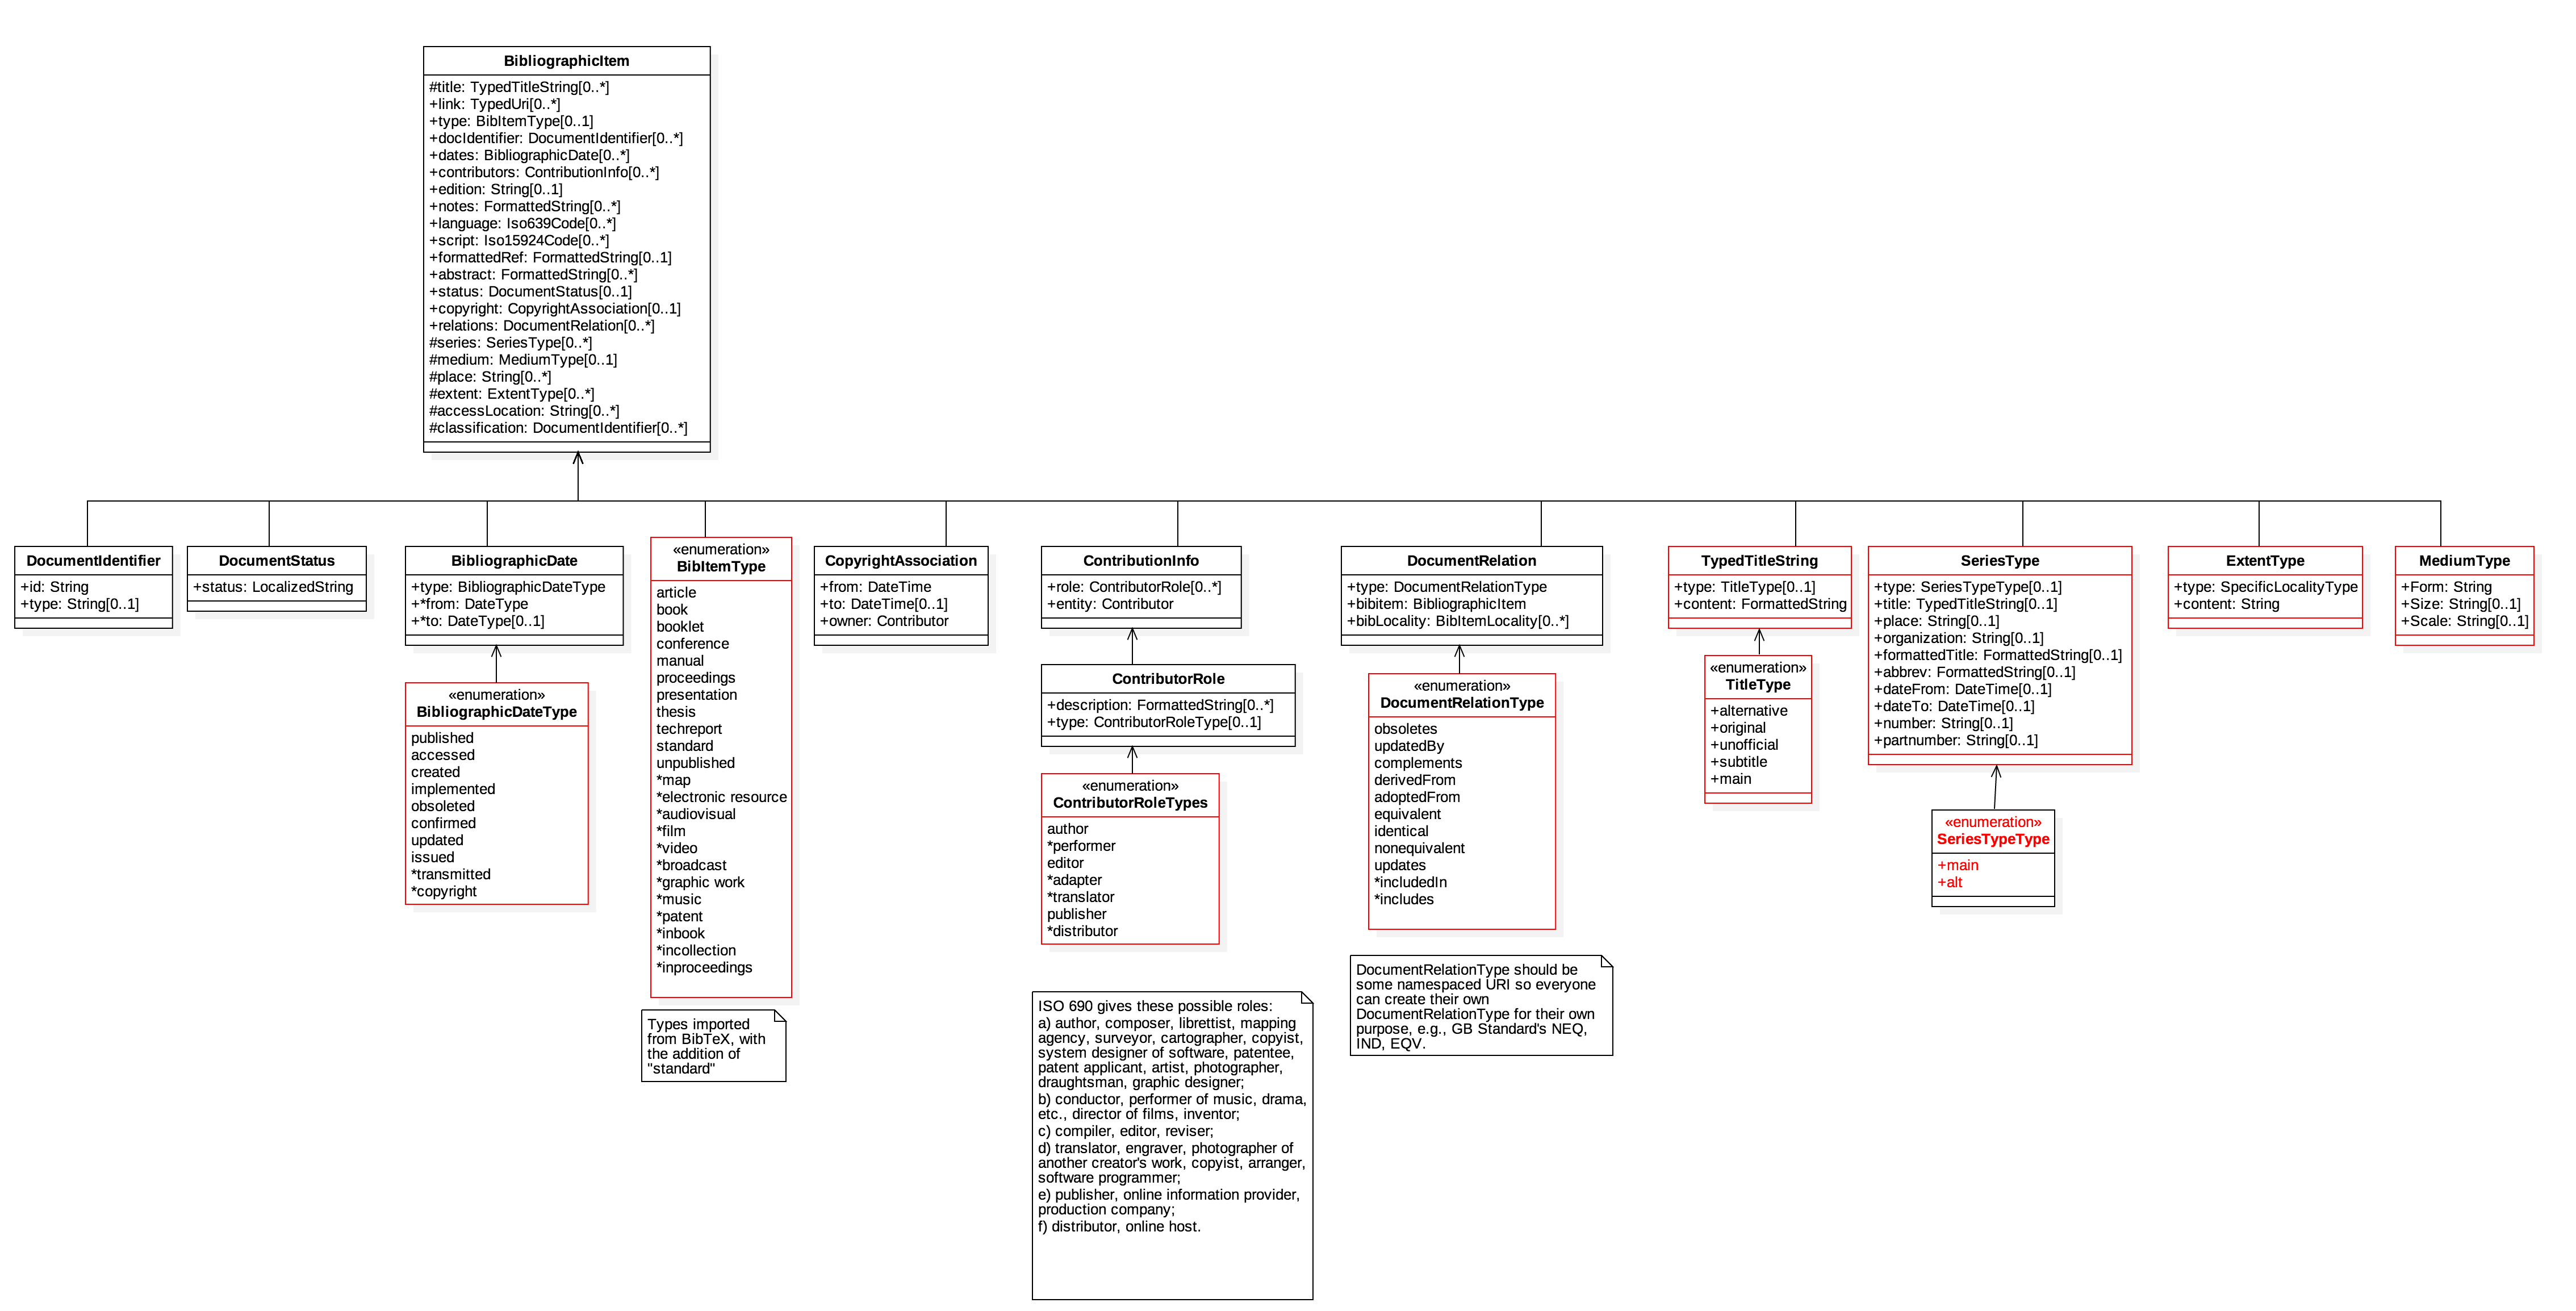 BibliographicItem
#title: TypedTitleString[0..*]
+link: TypedUri[0..*]
+type: BibItemType[0..1]
+docIdentifier: DocumentIdentifier[0..*]
+dates: BibliographicDate[0..*]
+contributors: ContributionInfo[0..*]
+edition: String[0..1]
+notes: FormattedString[0..*]
+language: Iso639Code[0..*]
+script: Iso15924Code[0..*]
+formattedRef: FormattedString[0..1]
+abstract: FormattedString[0..*]
+status: DocumentStatus[0..1]
+copyright: CopyrightAssociation[0..1]
+relations: DocumentRelation[0..*]
#series: SeriesType[0..*]
#medium: MediumType[0..1]
#place: String[0..*]
#extent: ExtentType[0..*]
#accessLocation: String[0..*]
#classification: DocumentIdentifier[0..*]
DocumentIdentifier
+id: String
+type: String[0..1]
DocumentStatus
+status: LocalizedString
BibliographicDate
+type: BibliographicDateType
+*from: DateType
+*to: DateType[0..1]
«enumeration»
BibliographicDateType
published
accessed
created
implemented
obsoleted
confirmed
updated
issued
*transmitted
*copyright
«enumeration»
BibItemType
article
book
booklet
conference
manual
proceedings
presentation
thesis
techreport
standard
unpublished
*map
*electronic resource
*audiovisual
*film
*video
*broadcast
*graphic work
*music
*patent
*inbook
*incollection
*inproceedings
Types imported
from BibTeX, with
the addition of
"standard"
CopyrightAssociation
+from: DateTime
+to: DateTime[0..1]
+owner: Contributor
ContributionInfo
+role: ContributorRole[0..*]
+entity: Contributor
ContributorRole
+description: FormattedString[0..*]
+type: ContributorRoleType[0..1]
«enumeration»
ContributorRoleTypes
author
*performer
editor
*adapter
*translator
publisher
*distributor
ISO 690 gives these possible roles:
a) author, composer, librettist, mapping
agency, surveyor, cartographer, copyist,
system designer of software, patentee,
patent applicant, artist, photographer,
draughtsman, graphic designer;
b) conductor, performer of music, drama,
etc., director of films, inventor;
c) compiler, editor, reviser;
d) translator, engraver, photographer of
another creator's work, copyist, arranger,
software programmer;
e) publisher, online information provider,
production company;
f) distributor, online host.
DocumentRelation
+type: DocumentRelationType
+bibitem: BibliographicItem
+bibLocality: BibItemLocality[0..*]
«enumeration»
DocumentRelationType
obsoletes
updatedBy
complements
derivedFrom
adoptedFrom
equivalent
identical
nonequivalent
updates
*includedIn
*includes
DocumentRelationType should be
some namespaced URI so everyone
can create their own
DocumentRelationType for their own
purpose, e.g., GB Standard's NEQ,
IND, EQV.
TypedTitleString
+type: TitleType[0..1]
+content: FormattedString
«enumeration»
TitleType
+alternative
+original
+unofficial
+subtitle
+main
SeriesType
+type: SeriesTypeType[0..1]
+title: TypedTitleString[0..1]
+place: String[0..1]
+organization: String[0..1]
+formattedTitle: FormattedString[0..1]
+abbrev: FormattedString[0..1]
+dateFrom: DateTime[0..1]
+dateTo: DateTime[0..1]
+number: String[0..1]
+partnumber: String[0..1]
«enumeration»
SeriesTypeType
+main
+alt
ExtentType
+type: SpecificLocalityType
+content: String
MediumType
+Form: String
+Size: String[0..1]
+Scale: String[0..1]